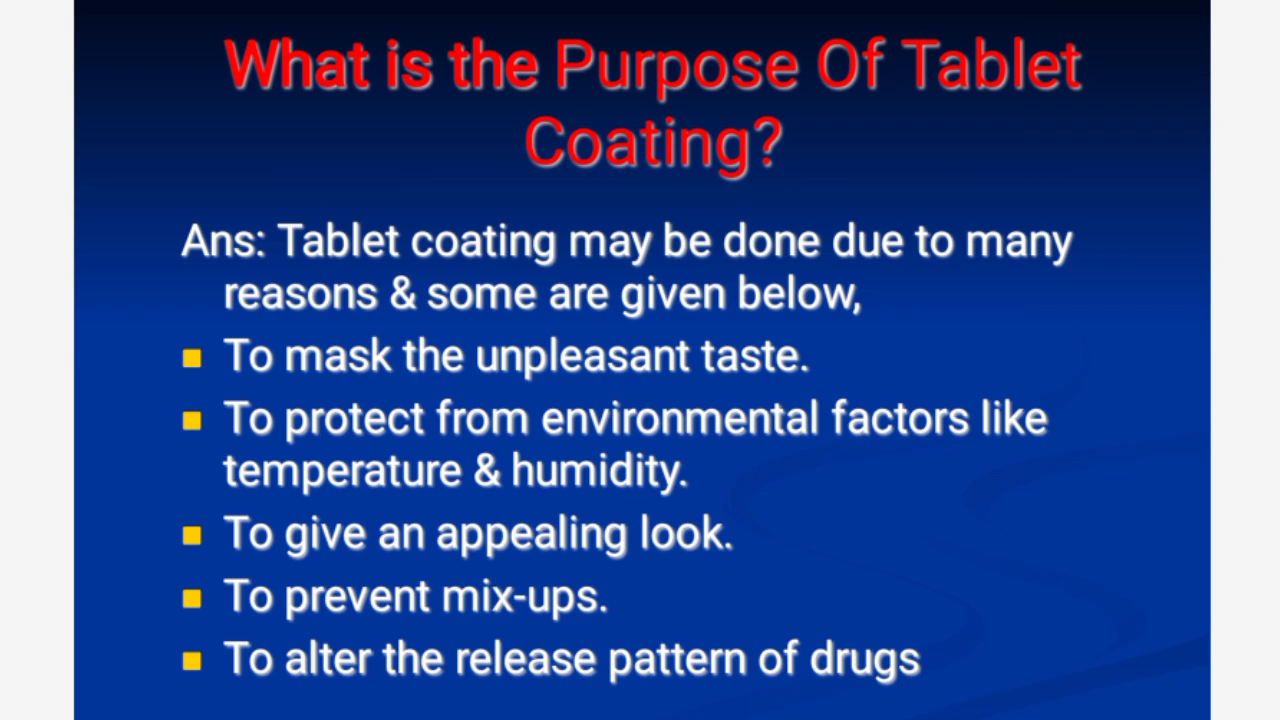 What is the Purpose Of Tablet
Coating?
Ans: Tablet coating may be done due to many
reasons & some are given below,
To mask the unpleasant taste.
To protect from environmental factors like
temperature & humidity.
To give an appealing look.
To prevent mix-ups.
To alter the release pattern of drugs